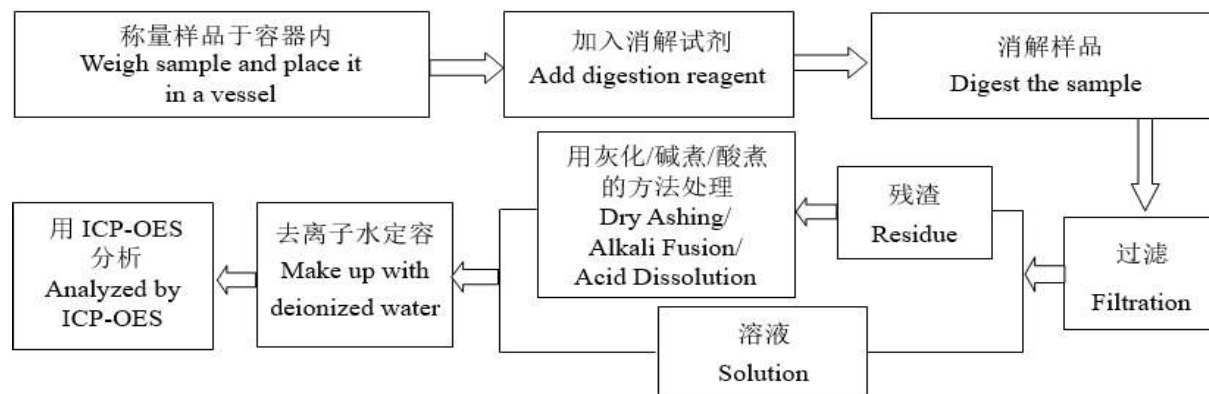 称量样品于容器内
Weigh sample and place it
in a vessel
加入消解试剂
Add digestion reagent
消解样品
Digest the sample
过滤
Filtration
残渣
Residue
用灰化/碱煮/酸煮
的方法处理
Dry Ashing/
Alkali Fusion/
Acid Dissolution
溶液
Solution
去离子水定容
Make up with
deionized water
用 ICP-OES
分析
Analyzed by
ICP-OES